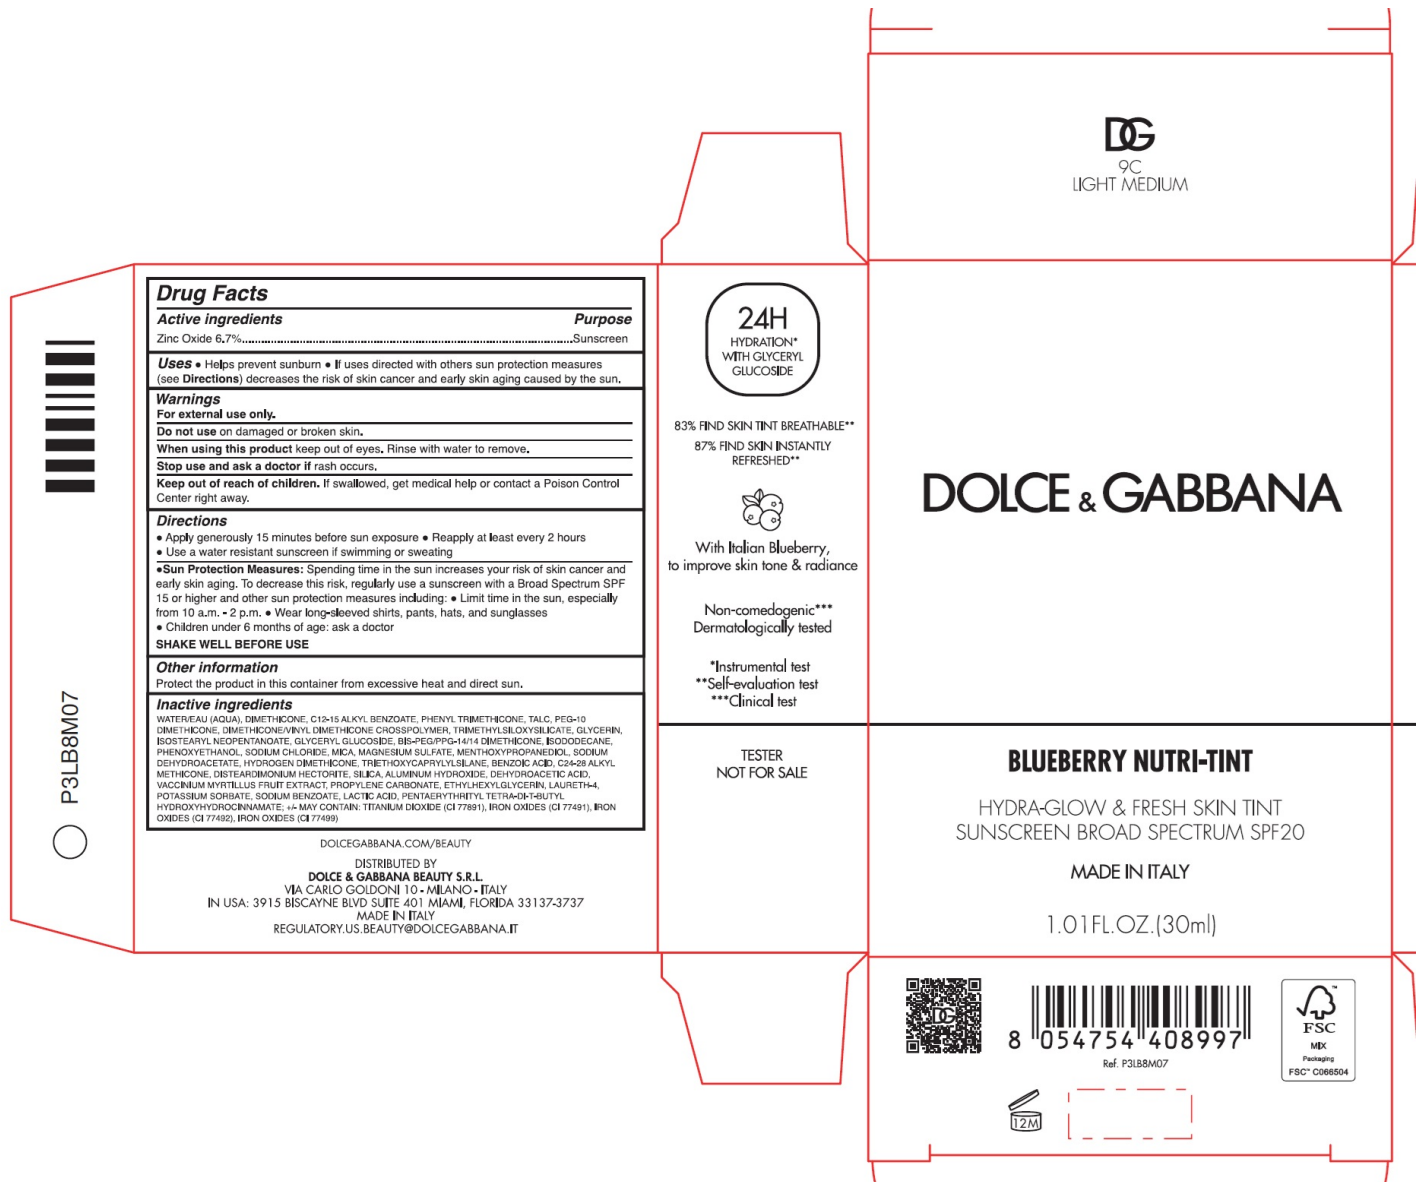 P3LB8M07
Drug Facts
Active ingredients Purpose
Zinc Oxide 6.7%....................................................................................Sunscreen
Uses ● Helps prevent sunburn ● If uses directed with others sun protection measures
(see Directions) decreases the risk of skin cancer and early skin aging caused by the sun.
Warnings
For external use only.
Do not use on damaged or broken skin.
When using this product keep out of eyes. Rinse with water to remove.
Stop use and ask a doctor if rash occurs.
Keep out of reach of children. If swallowed, get medical help or contact a Poison Control
Center right away.
Directions
● Apply generously 15 minutes before sun exposure ● Reapply at least every 2 hours
● Use a water resistant sunscreen if swimming or sweating
●Sun Protection Measures: Spending time in the sun increases your risk of skin cancer and
early skin aging. To decrease this risk, regularly use a sunscreen with a Broad Spectrum SPF
15 or higher and other sun protection measures including: ● Limit time in the sun, especially
from 10 a.m. - 2 p.m. ● Wear long-sleeved shirts, pants, hats, and sunglasses
● Children under 6 months of age: ask a doctor
SHAKE WELL BEFORE USE
Other information
Protect the product in this container from excessive heat and direct sun.
Inactive ingredients
WATER/EAU (AQUA), DIMETHICONE, C12-15 ALKYL BENZOATE, PHENYL TRIMETHICONE, TALC, PEG-10
DIMETHICONE, DIMETHICONE/VINYL DIMETHICONE CROSSPOLYMER, TRIMETHYLSILOXYSILICATE, GLYCERIN,
ISOSTEARYL NEOPENTANOATE, GLYCERYL GLUCOSIDE, BIS-PEG/PPG-14/14 DIMETHICONE, ISODODECANE,
PHENOXYETHANOL, SODIUM CHLORIDE, MICA, MAGNESIUM SULFATE, MENTHOXYPROPANEDIOL, SODIUM
DEHYDROACETATE, HYDROGEN DIMETHICONE, TRIETHOXYCAPRYLYLSILANE, BENZOIC ACID, C24-28 ALKYL
METHICONE, DISTEARDIMONIUM HECTORITE, SILICA, ALUMINUM HYDROXIDE, DEHYDROACETIC ACID,
VACCINIUM MYRTILLUS FRUIT EXTRACT, PROPYLENE CARBONATE, ETHYLHEXYLGLYCERIN, LAURETH-4,
POTASSIUM SORBATE, SODIUM BENZOATE, LACTIC ACID, PENTAERYTHRITYL TETRA-DI-T-BUTYL
HYDROXYHYDROCINNAMATE; +/- MAY CONTAIN: TITANIUM DIOXIDE (CI 77891), IRON OXIDES (CI 77491), IRON
OXIDES (CI 77492), IRON OXIDES (CI 77499)
DOLCEGABBANA.COM/BEAUTY
DISTRIBUTED BY
DOLCE & GABBANA BEAUTY S.R.L.
VIA CARLO GOLDONI 10 - MILANO - ITALY
IN USA: 3915 BISCAYNE BLVD SUITE 401 MIAMI, FLORIDA 33137-3737
MADE IN ITALY
REGULATORY.US.BEAUTY@DOLCEGABBANA.IT
24H
HYDRATION*
WITH GLYCERYL
GLUCOSIDE
83% FIND SKIN TINT BREATHABLE**
87% FIND SKIN INSTANTLY
REFRESHED**
With Italian Blueberry,
to improve skin tone & radiance
Non-comedogenic***
Dermatologically tested
*Instrumental test
**Self-evaluation test
***Clinical test
TESTER
NOT FOR SALE
DG
9C
LIGHT MEDIUM
DOLCE & GABBANA
BLUEBERRY NUTRI-TINT
HYDRA-GLOW & FRESH SKIN TINT
SUNSCREEN BROAD SPECTRUM SPF20
MADE IN ITALY
1.01FL.OZ.(30ml)
DG
8 054754 408997
Ref. P3LB8M07
FSC
MIX
Packaging
FSC™ C066504
12M